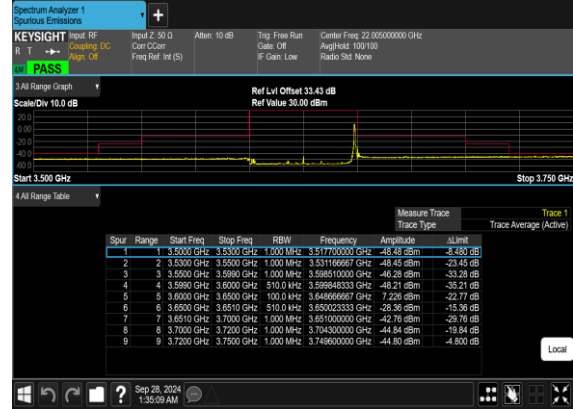 Spectrum Analyzer 1
Spurious Emissions
+
KEYSIGHT Input: RF
R T Coupling: DC
Align: Off
Input Z: 50 Ω
Corr CCorr
Freq Ref: Int (S)
Atten: 10 dB
Trig: Free Run
Gate: Off
IF Gain: Low
Center Freq: 22.005000000 GHz
Avg|Hold: 100/100
Radio Std: None
PASS
3 All Range Graph
Scale/Div 10.0 dB
Ref Lvl Offset 33.43 dB
Ref Value 30.00 dBm
20.0
0.00
-20.0
-40.0
-60.0
Start 3.500 GHz
Stop 3.750 GHz
4 All Range Table
Measure Trace Trace 1
Trace Type Trace Average (Active)
Spur Range Start Freq Stop Freq RBW Frequency Amplitude ΔLimit
1 1 3.5000 GHz 3.5300 GHz 1.000 MHz 3.517700000 GHz -48.48 dBm -8.480 dB
2 2 3.5300 GHz 3.5500 GHz 1.000 MHz 3.531166667 GHz -48.45 dBm -23.45 dB
3 3 3.5500 GHz 3.5990 GHz 1.000 MHz 3.598510000 GHz -46.28 dBm -33.28 dB
4 4 3.5990 GHz 3.6000 GHz 510.0 kHz 3.599848333 GHz -48.21 dBm -35.21 dB
5 5 3.6000 GHz 3.6500 GHz 100.0 kHz 3.648666667 GHz 7.226 dBm -22.77 dB
6 6 3.6500 GHz 3.6510 GHz 510.0 kHz 3.650023333 GHz -28.36 dBm -15.36 dB
7 7 3.6510 GHz 3.7000 GHz 1.000 MHz 3.651000000 GHz -42.76 dBm -29.76 dB
8 8 3.7000 GHz 3.7200 GHz 1.000 MHz 3.704300000 GHz -44.84 dBm -19.84 dB
9 9 3.7200 GHz 3.7500 GHz 1.000 MHz 3.749600000 GHz -44.80 dBm -4.800 dB
Local
?
Sep 28, 2024
1:35:09 AM